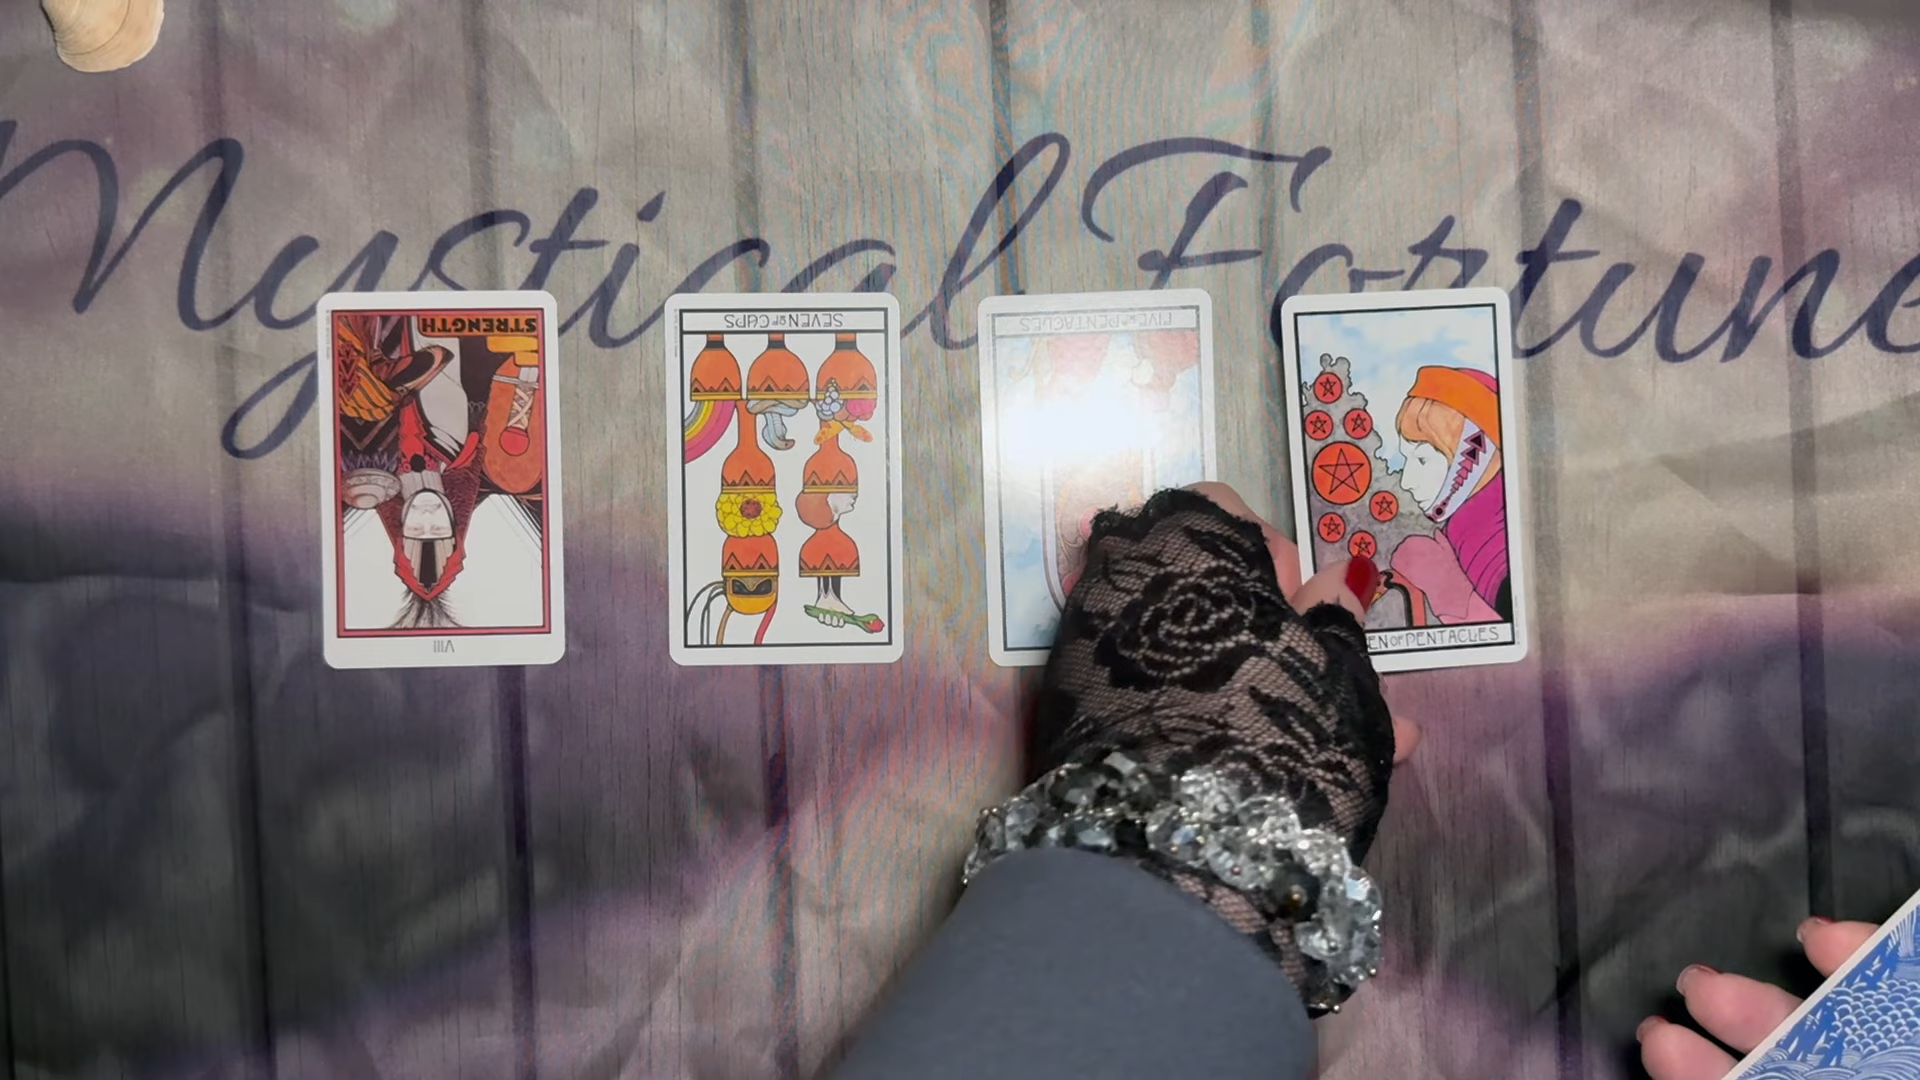 Mystical Fortune
STRENGTH
VIII
SEVEN OF CUPS
FIVE OF PENTACLES
EN OF PENTACLES